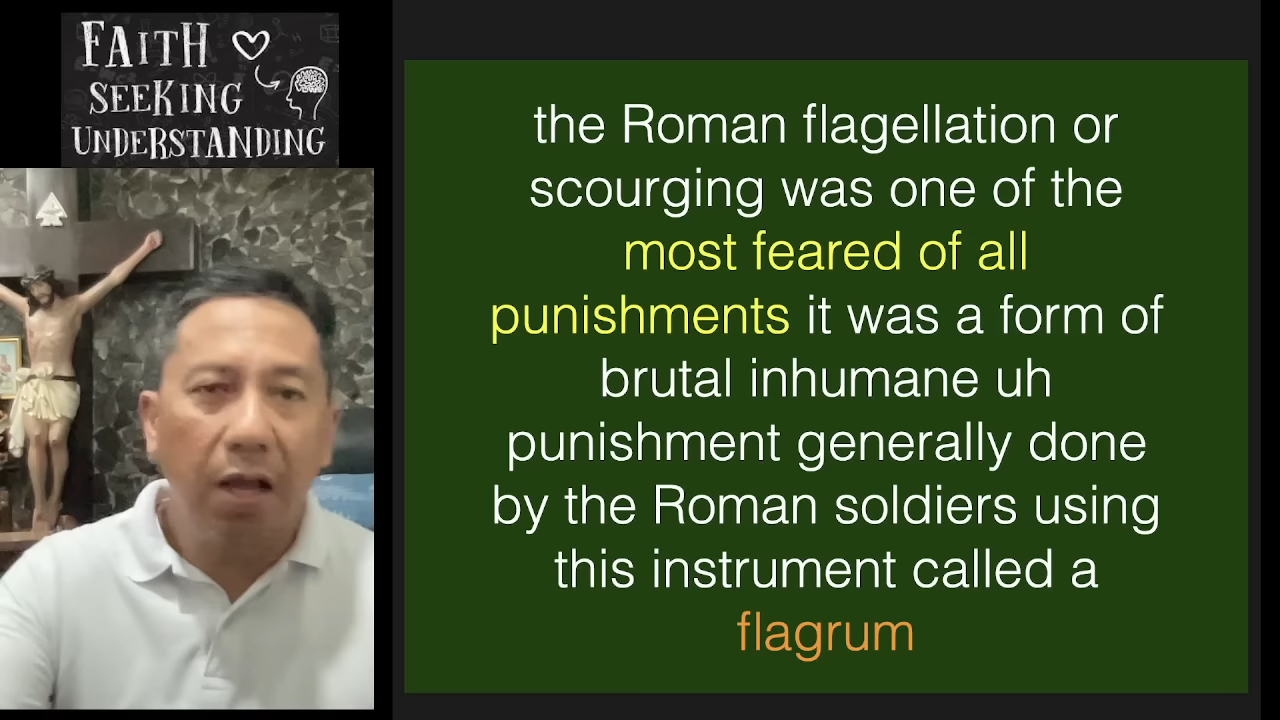 FAITH
SEEKING
UNDERSTANDING
the Roman flagellation or
scourging was one of the
most feared of all
punishments it was a form of
brutal inhumane uh
punishment generally done
by the Roman soldiers using
this instrument called a
flagrum